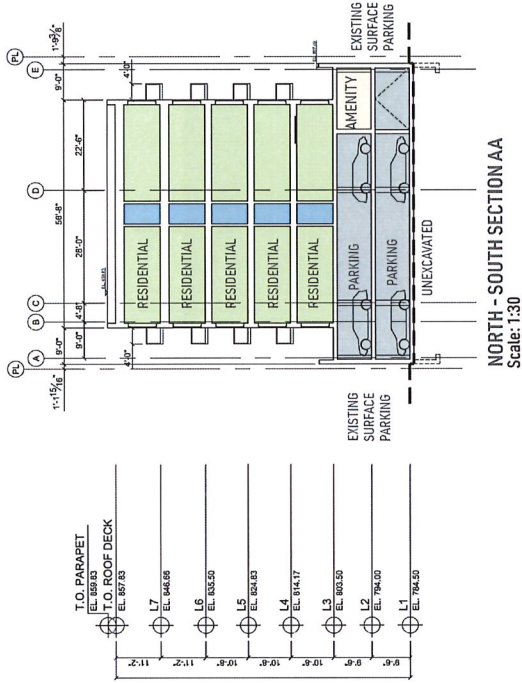 PL
A
B
C
D
E
PL
1'-1 15/16"
9'-0"
56'-8"
9'-0"
1'-9 3/8"
9'-0"
4'-8"
28'-0"
22'-6"
4'-0"
4'-0"
RESIDENTIAL
RESIDENTIAL
RESIDENTIAL
RESIDENTIAL
RESIDENTIAL
AMENITY
PARKING
PARKING
EXISTING
SURFACE
PARKING
EXISTING
SURFACE
PARKING
UNEXCAVATED
T.O. PARAPET
EL. 859.83
T.O. ROOF DECK
EL. 857.83
L7
EL. 846.66
L6
EL. 835.50
L5
EL. 824.83
L4
EL. 814.17
L3
EL. 803.50
L2
EL. 794.00
L1
EL. 784.50
11'-2"
11'-2"
10'-8"
10'-8"
10'-8"
9'-6"
9'-6"
NORTH - SOUTH SECTION AA
Scale: 1:30